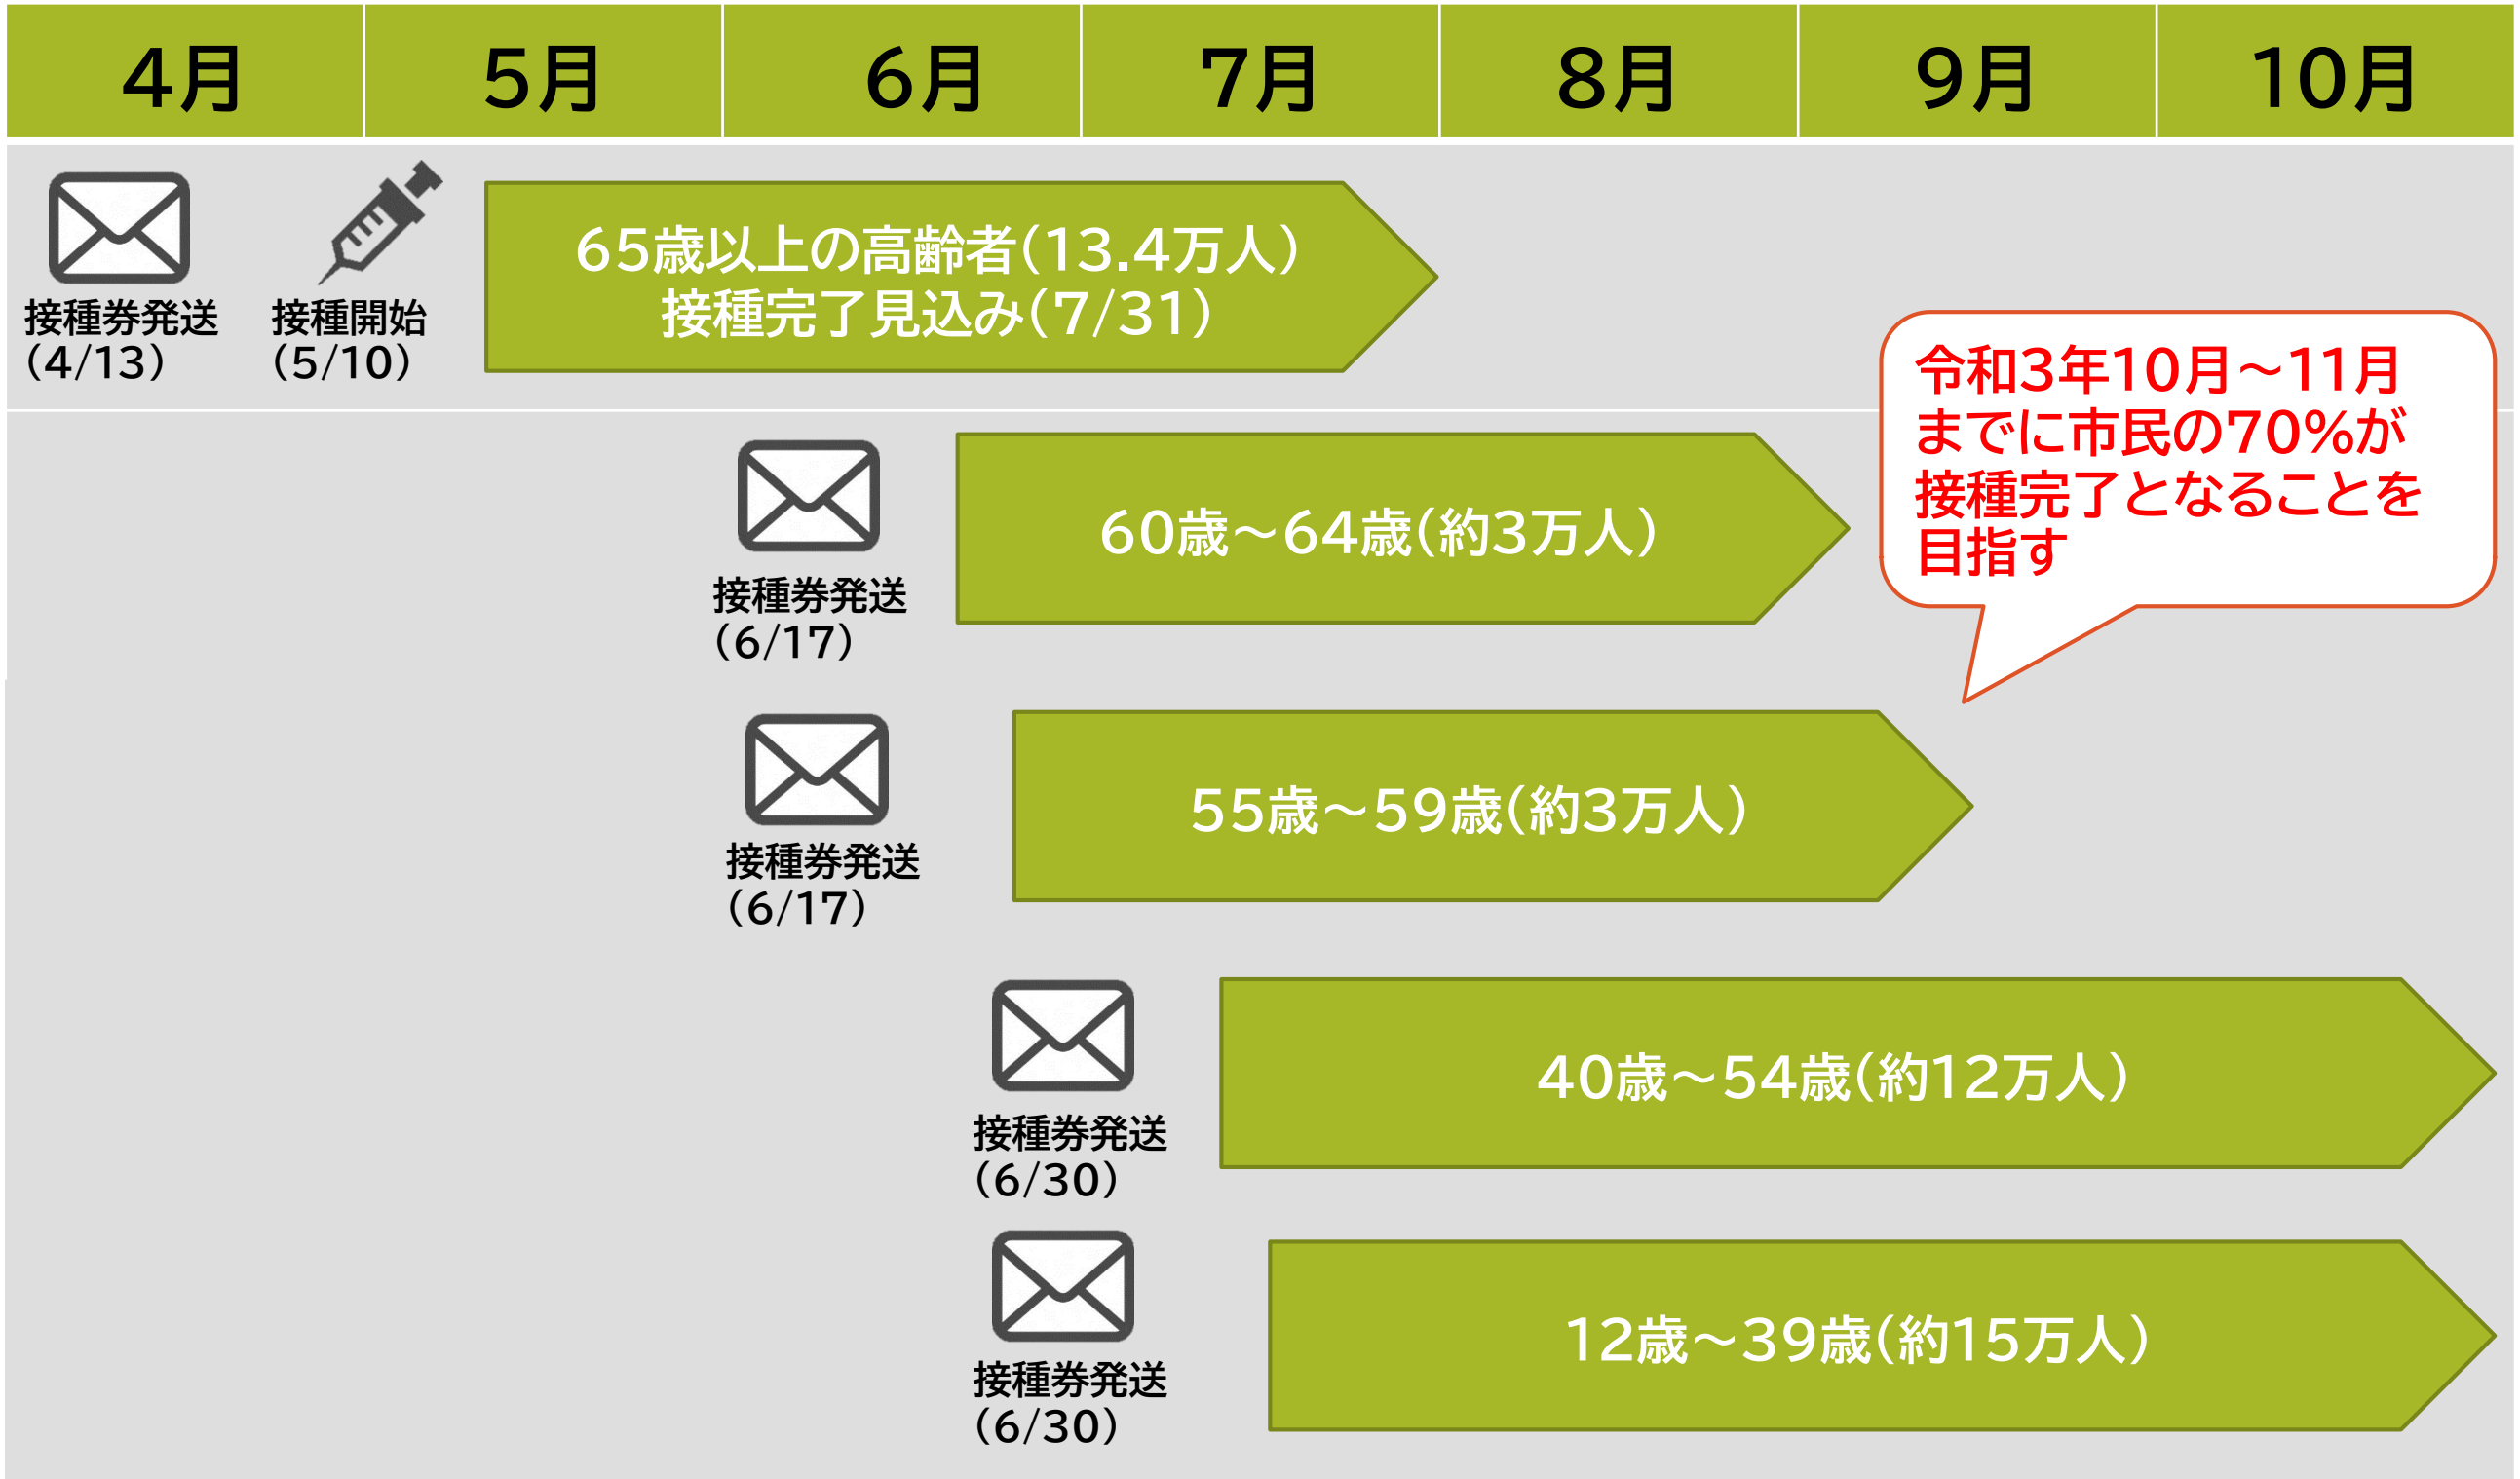 4月 5月 6月 7月 8月 9月 10月
接種券発送
（4/13）
接種開始
（5/10）
65歳以上の高齢者（13.4万人）
接種完了見込み（7/31）
令和3年10月～11月
までに市民の70%が
接種完了となることを
目指す
接種券発送
（6/17）
60歳～64歳（約3万人）
接種券発送
（6/17）
55歳～59歳（約3万人）
接種券発送
（6/30）
40歳～54歳（約12万人）
接種券発送
（6/30）
12歳～39歳（約15万人）